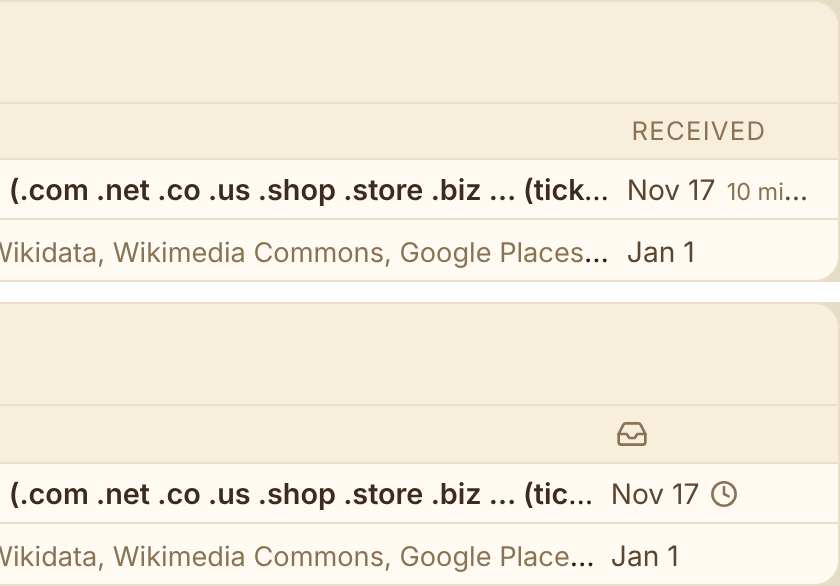 RECEIVED
(.com .net .co .us .shop .store .biz ... (tick... Nov 17 10 mi...
Wikidata, Wikimedia Commons, Google Places... Jan 1
(.com .net .co .us .shop .store .biz ... (tic... Nov 17
Wikidata, Wikimedia Commons, Google Place... Jan 1